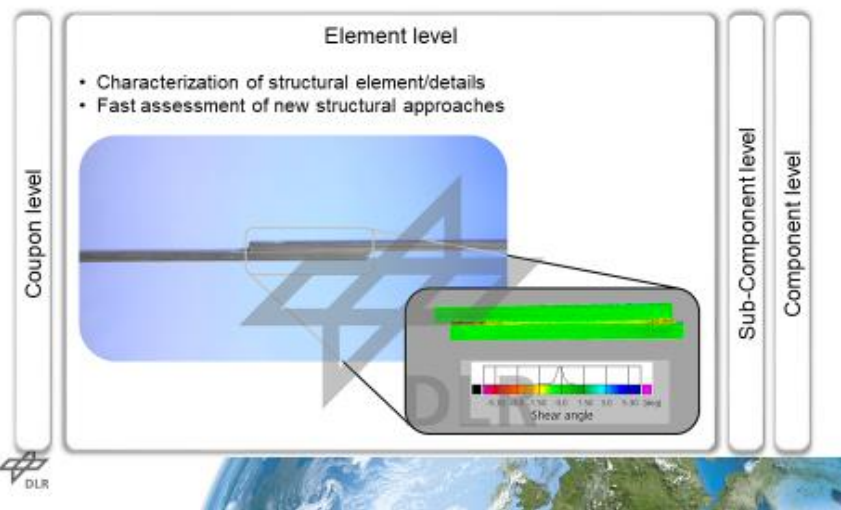 Element level
• Characterization of structural element/details
• Fast assessment of new structural approaches
Coupon level
Sub-Component level
Component level
DLR
Shear angle
DLR